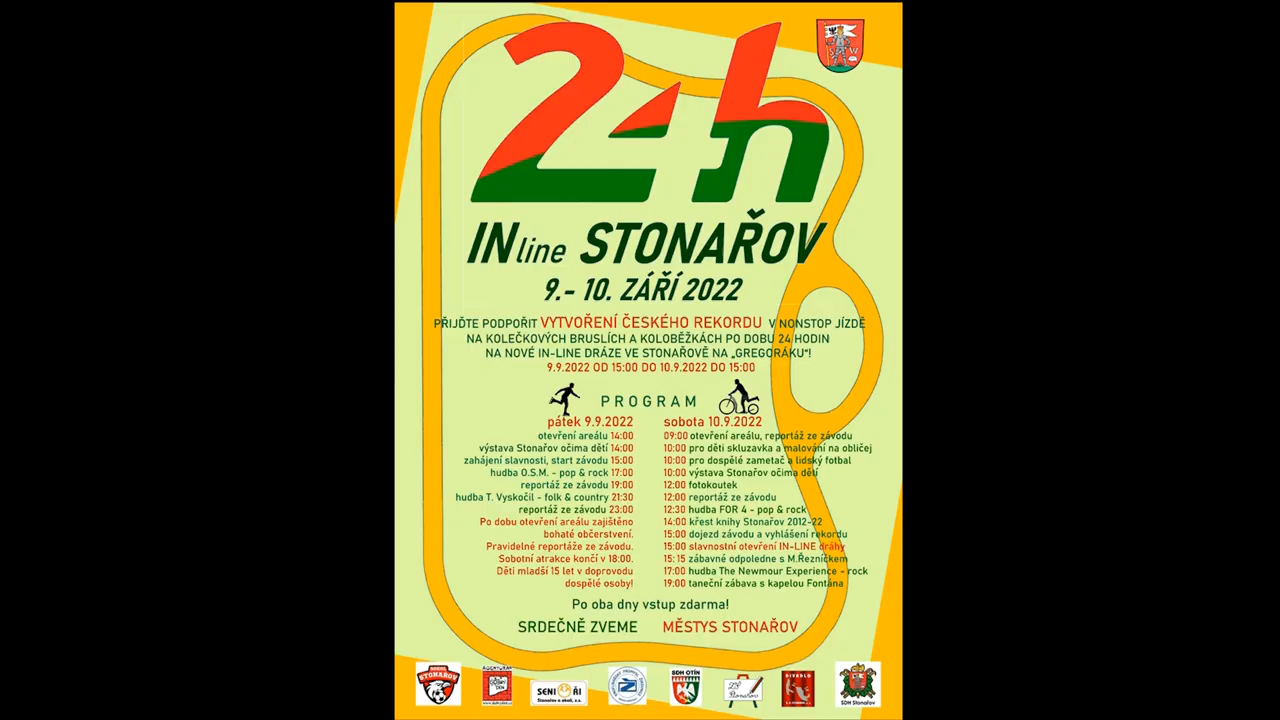 24h
INline STONAŘOV
9.- 10. ZÁŘÍ 2022
PŘIJĎTE PODPOŘIT VYTVOŘENÍ ČESKÉHO REKORDU V NONSTOP JÍZDĚ
NA KOLEČKOVÝCH BRUSLÍCH A KOLOBĚŽKÁCH PO DOBU 24 HODIN
NA NOVÉ IN-LINE DRÁZE VE STONAŘOVĚ NA „GREGORÁKU“!
9.9.2022 OD 15:00 DO 10.9.2022 DO 15:00
PROGRAM
pátek 9.9.2022
otevření areálu 14:00
výstava Stonařov očima dětí 14:00
zahájení slavnosti, start závodu 15:00
hudba O.S.M. - pop & rock 17:00
reportáž ze závodu 19:00
hudba T. Vyskočil - folk & country 21:30
reportáž ze závodu 23:00
Po dobu otevření areálu zajištěno
bohaté občerstvení.
Pravidelné reportáže ze závodu.
Sobotní atrakce končí v 18:00.
Děti mladší 15 let v doprovodu
dospělé osoby!
sobota 10.9.2022
09:00 otevření areálu, reportáž ze závodu
10:00 pro děti skluzavka a malování na obličej
10:00 pro dospělé zametač a lidský fotbal
10:00 výstava Stonařov očima dětí
12:00 fotokoutek
12:00 reportáž ze závodu
12:30 hudba FOR 4 - pop & rock
14:00 křest knihy Stonařov 2012-22
15:00 dojezd závodu a vyhlášení rekordu
15:00 slavnostní otevření IN-LINE dráhy
15:15 zábavné odpoledne s M.Řezníčkem
17:00 hudba The Newmour Experience - rock
19:00 taneční zábava s kapelou Fontána
Po oba dny vstup zdarma!
SRDEČNĚ ZVEME MĚSTYS STONAŘOV
STONAŘOV
AGENTURA
DOBRÝ
DEN
SENIOŘI
Stonařov a okolí, z.s.
SDH OTÍN
ZŠ
Stonařov
DIVADLO
SDH Stonařov